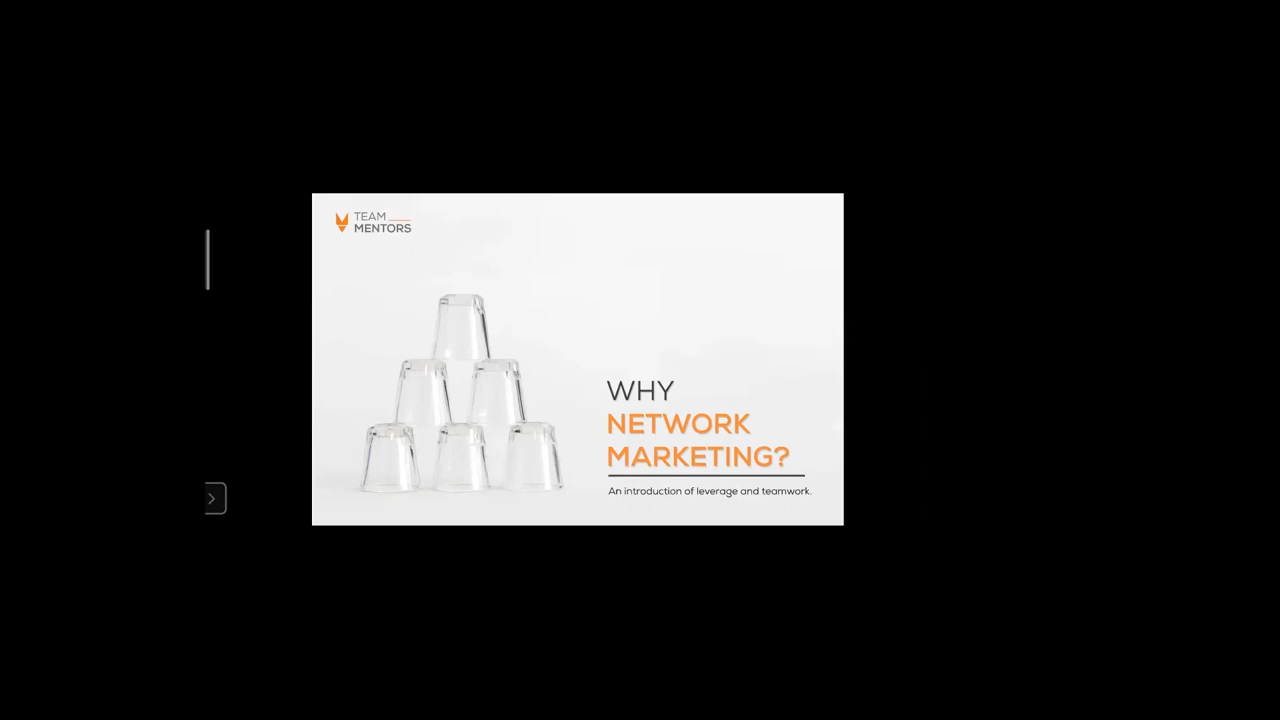 TEAM
MENTORS
WHY
NETWORK
MARKETING?
An introduction of leverage and teamwork.